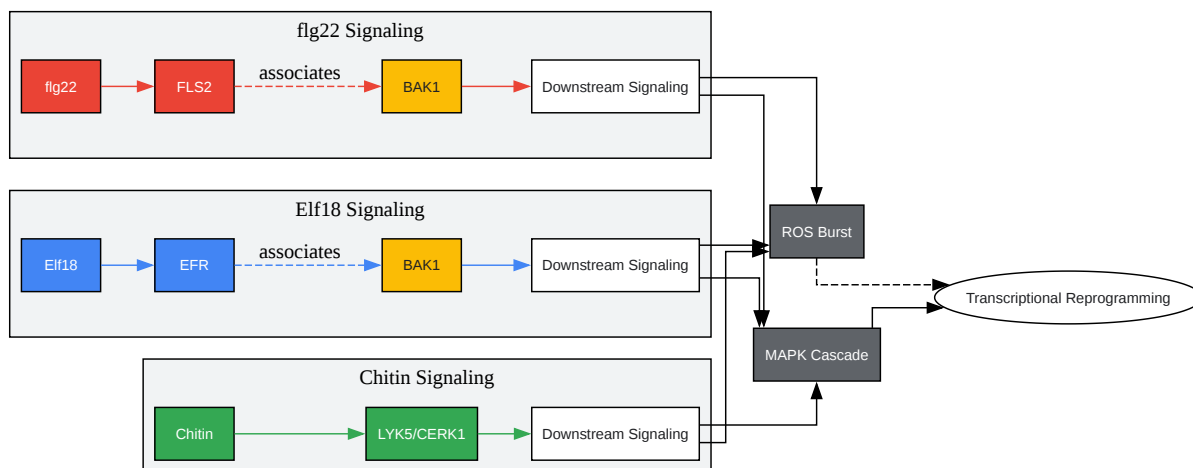 flg22 Signaling
flg22
FLS2
associates
BAK1
Downstream Signaling
Elf18 Signaling
Elf18
EFR
associates
BAK1
Downstream Signaling
Chitin Signaling
Chitin
LYK5/CERK1
Downstream Signaling
ROS Burst
MAPK Cascade
Transcriptional Reprogramming